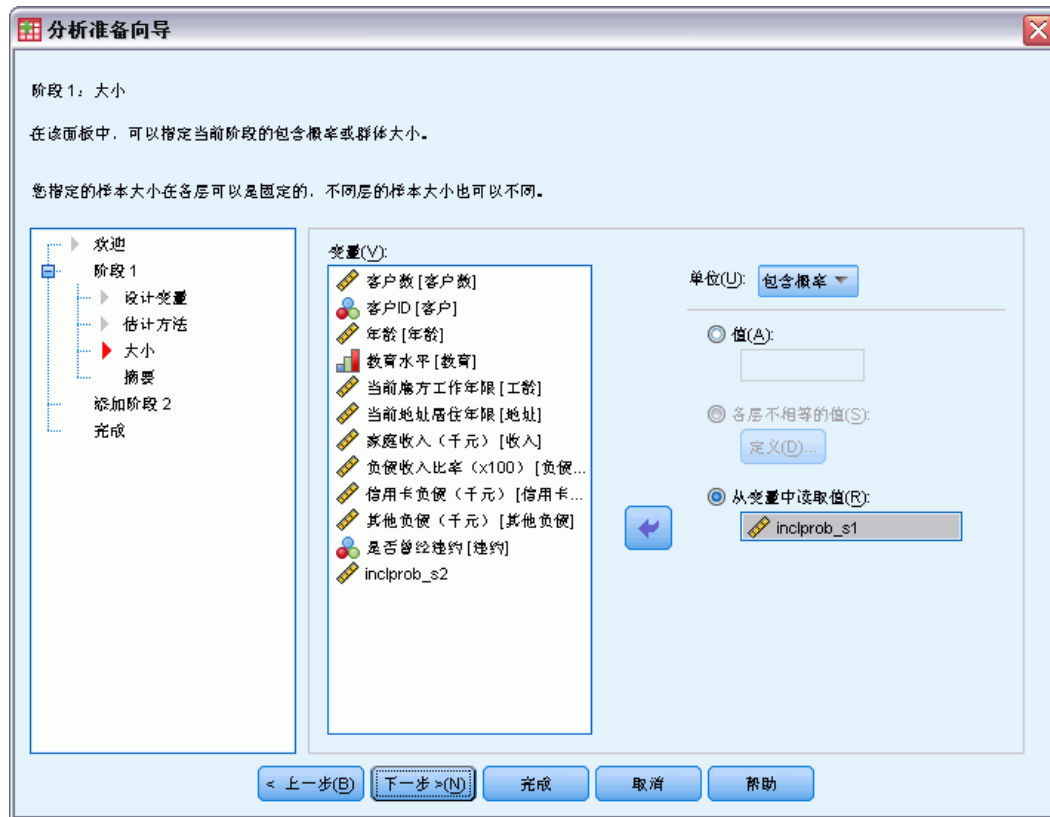 分析准备向导
阶段 1：大小
在该面板中，可以指定当前阶段的包含概率或群体大小。
您指定的样本大小在各层可以是固定的，不同层的样本大小也可以不同。
欢迎
阶段 1
设计变量
估计方法
大小
摘要
添加阶段 2
完成
变量(V):
客户数 [客户数]
客户ID [客户]
年龄 [年龄]
教育水平 [教育]
当前雇方工作年限 [工龄]
当前地址居住年限 [地址]
家庭收入（千元） [收入]
负债收入比率（x100） [负债...
信用卡负债（千元） [信用卡...
其他负债（千元） [其他负债]
是否曾经违约 [违约]
inclprob_s2
单位(U):
包含概率
值(A):
各层不相等的值(S):
定义(D)...
从变量中读取值(R):
inclprob_s1
< 上一步(B)
下一步 >(N)
完成
取消
帮助